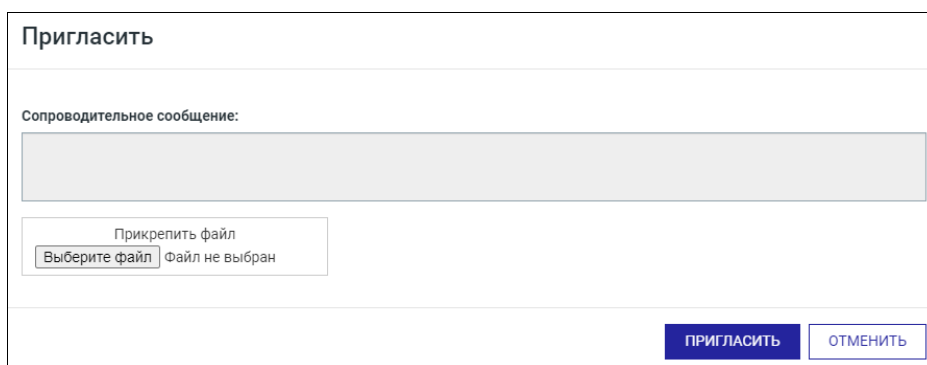 Пригласить
Сопроводительное сообщение:
Прикрепить файл
Выберите файл Файл не выбран
ПРИГЛАСИТЬ ОТМЕНИТЬ